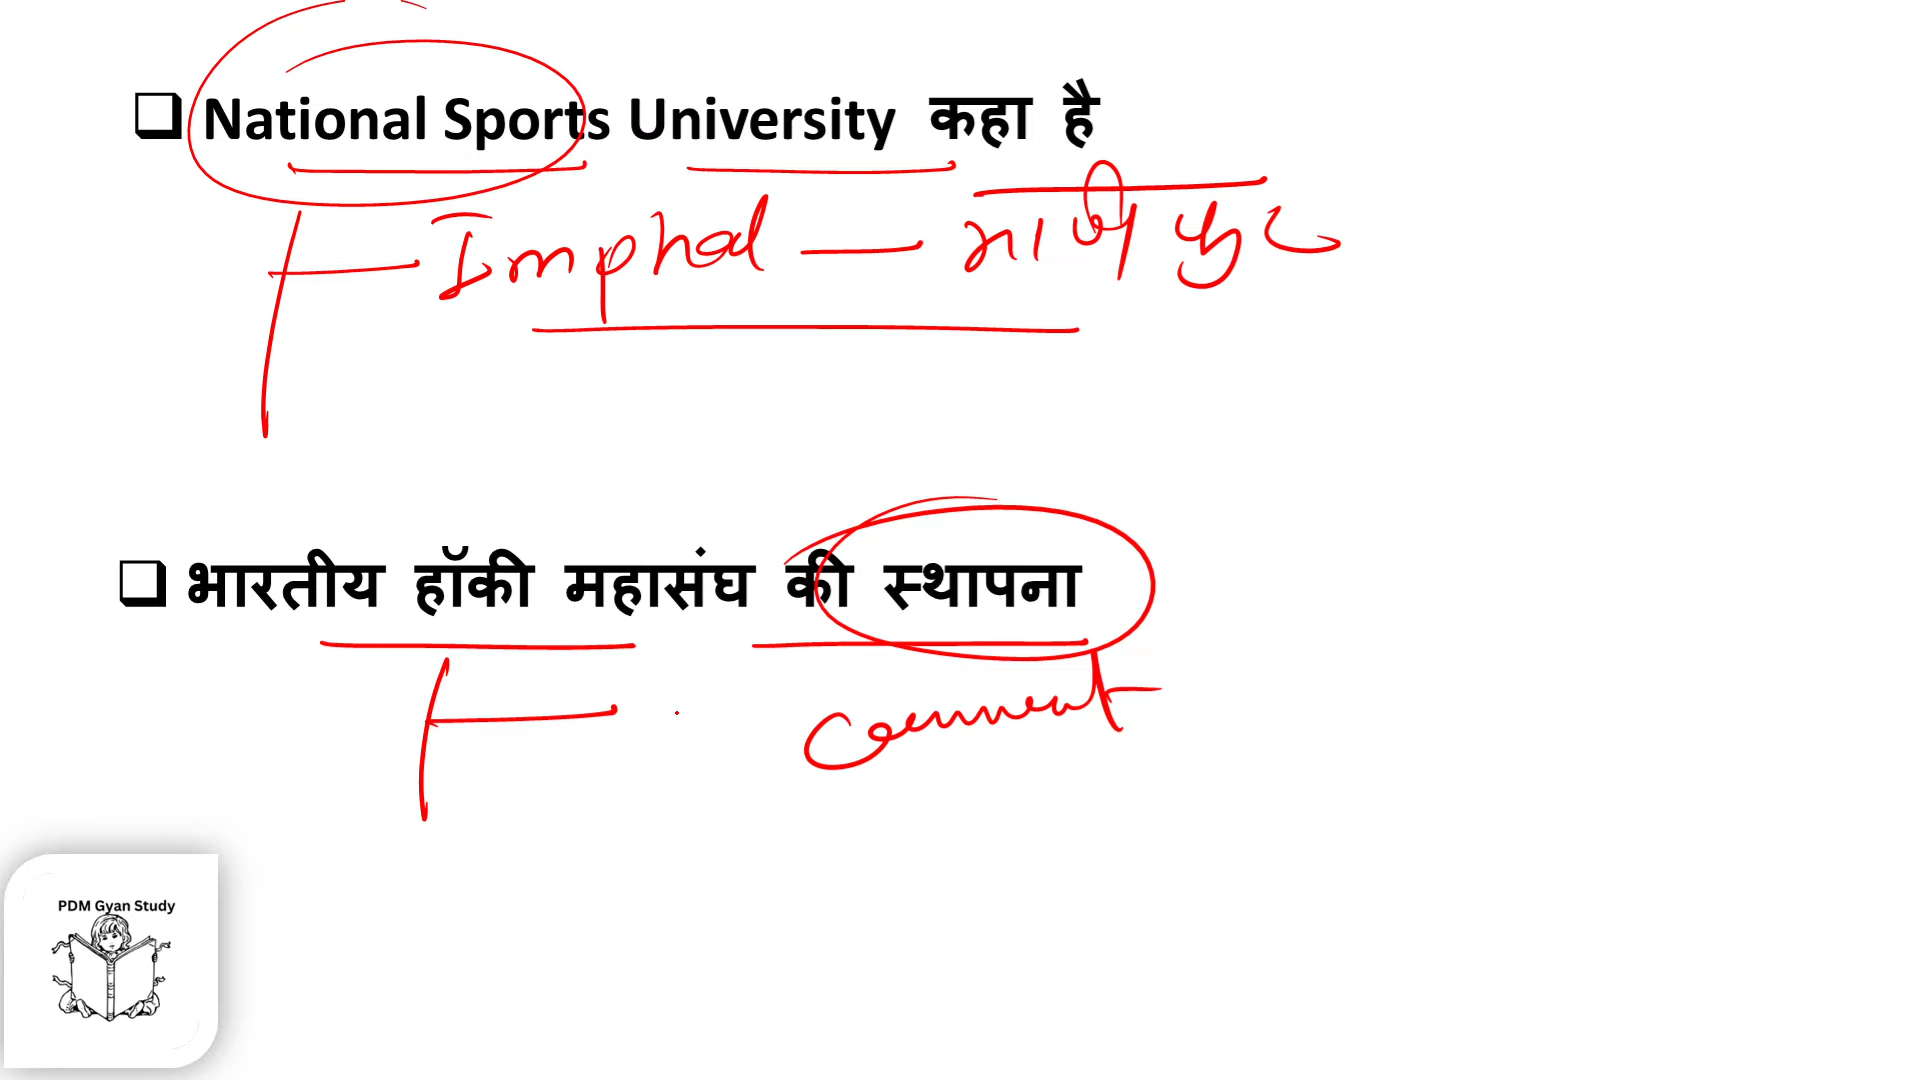 National Sports University कहा है
Imphal — मणीपुर
भारतीय हॉकी महासंघ की स्थापना
comment
PDM Gyan Study